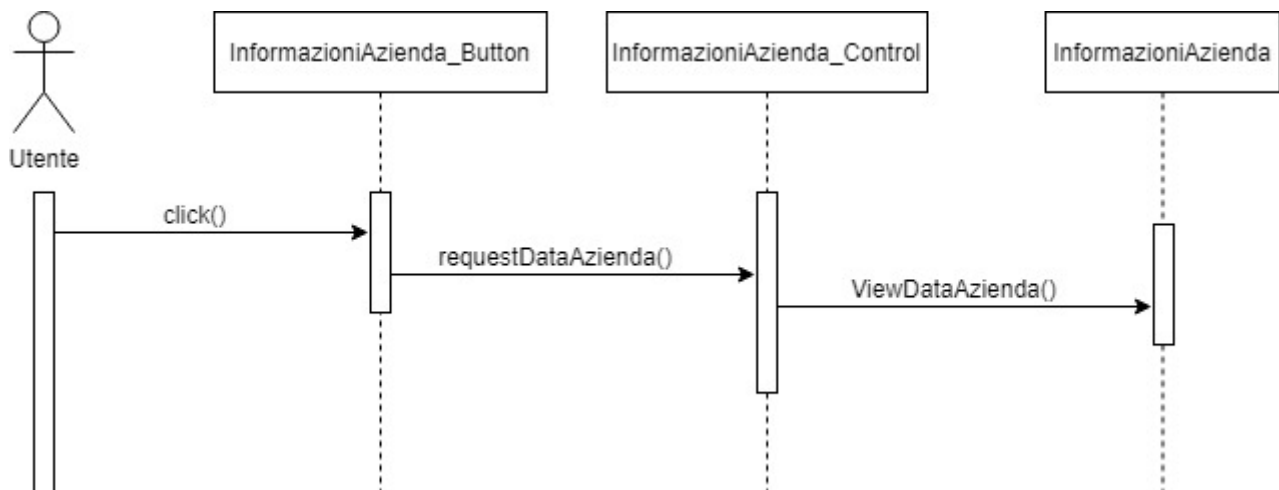 InformazioniAzienda_Button
InformazioniAzienda_Control
InformazioniAzienda
Utente
click()
requestDataAzienda()
ViewDataAzienda()